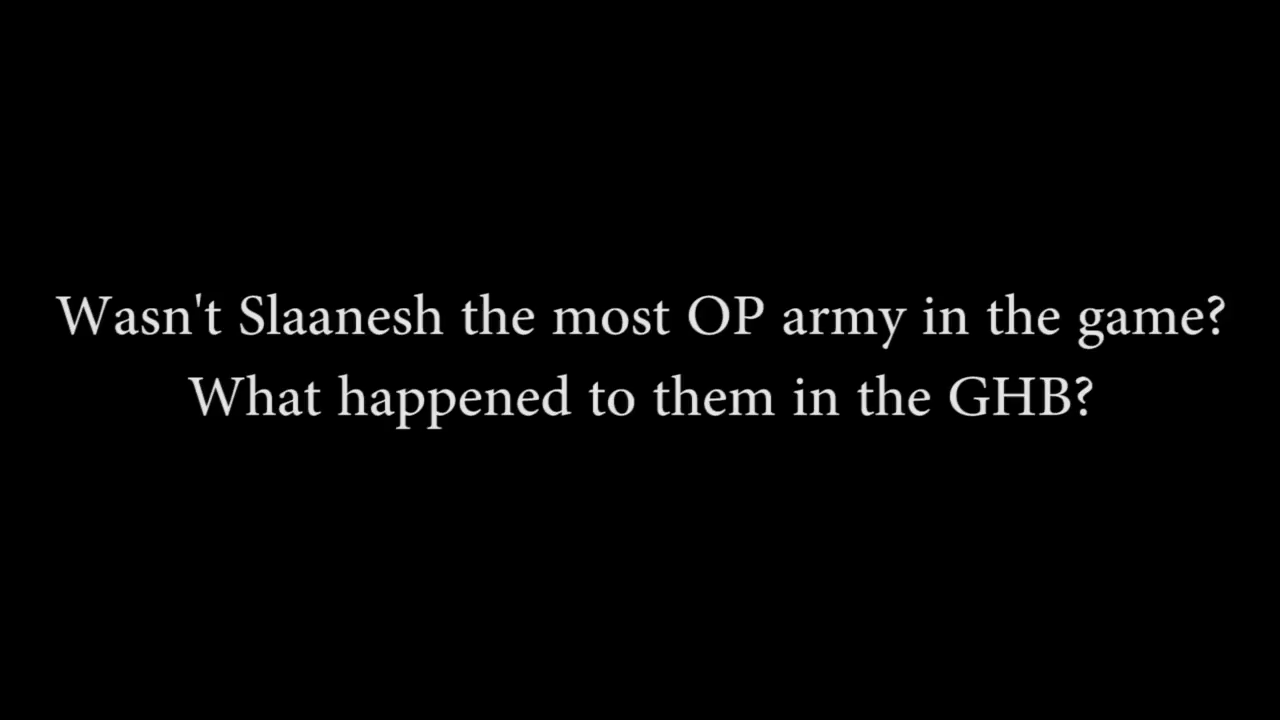 Wasn't Slaanesh the most OP army in the game?
What happened to them in the GHB?